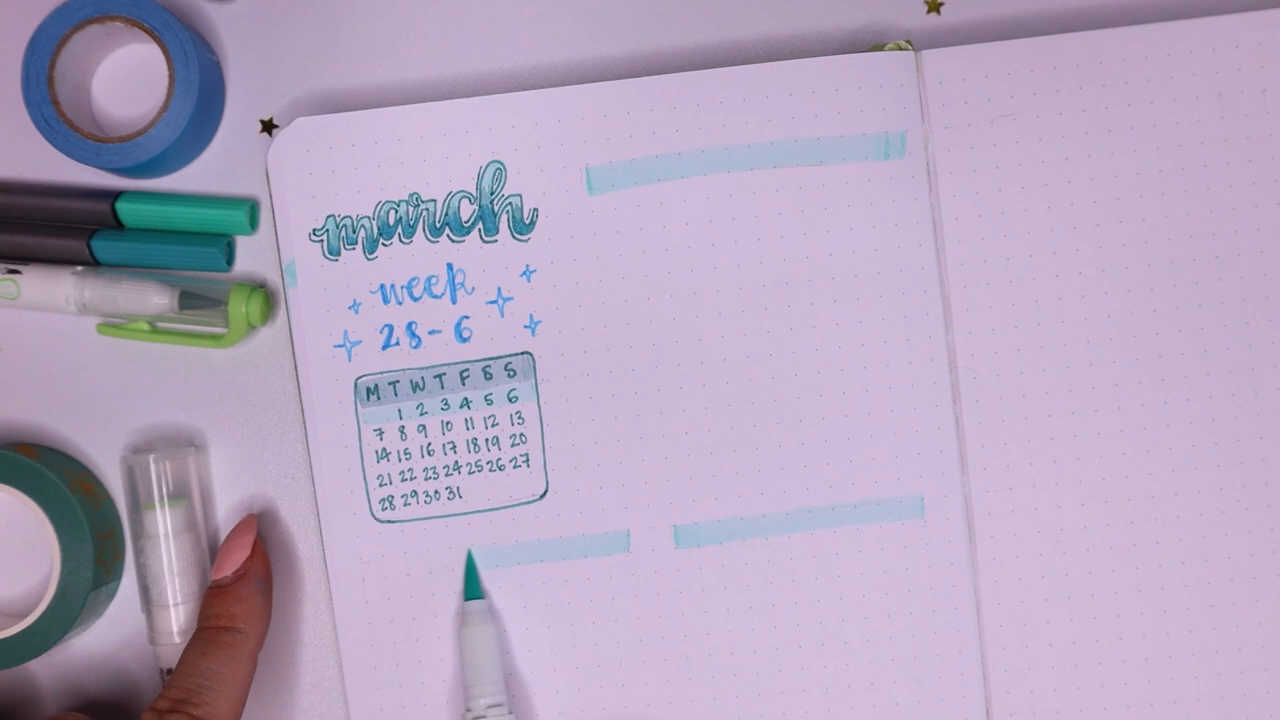 march
week
28-6
M T W T F S S
1 2 3 4 5 6
7 8 9 10 11 12 13
14 15 16 17 18 19 20
21 22 23 24 25 26 27
28 29 30 31